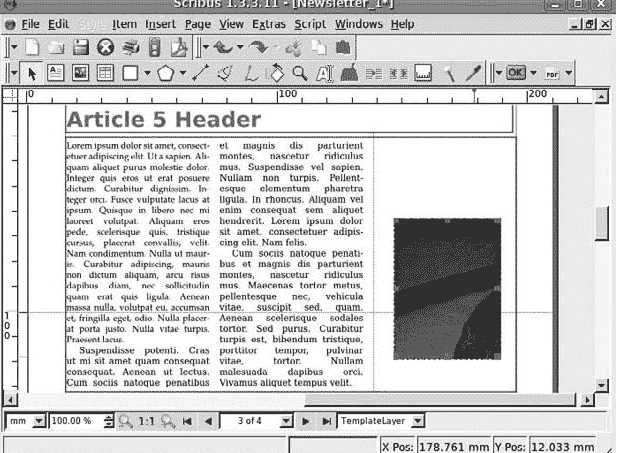 Scribus 1.3.3.11 - [Newsletter_1*]
File Edit Style Item Insert Page View Extras Script Windows Help
OK PDF
0 100 200
Article 5 Header
Lorem ipsum dolor sit amet, consect-
etuer adipiscing elit. Ut a sapien. Ali-
quam aliquet purus molestie dolor.
Integer quis eros ut erat posuere
dictum. Curabitur dignissim. In-
teger orci. Fusce vulputate lacus at
ipsum. Quisque in libero nec mi
laoreet volutpat. Aliquam eros
pede, scelerisque quis, tristique
cursus, placerat convallis, velit.
Nam condimentum. Nulla ut maur-
is. Curabitur adipiscing, mauris
non dictum aliquam, arcu risus
dapibus diam, nec sollicitudin
quam erat quis ligula. Aenean
massa nulla, volutpat eu, accumsan
et, fringilla eget, odio. Nulla placer-
at porta justo. Nulla vitae turpis.
Praesent lacus.
Suspendisse potenti. Cras
ut mi sit amet quam consequat
consequat. Aenean ut lectus.
Cum sociis natoque penatibus
et magnis dis parturient
montes, nascetur ridiculus
mus. Suspendisse vel sapien.
Nullam non turpis. Pellent-
esque elementum pharetra
ligula. In rhoncus. Aliquam vel
enim consequat sem aliquet
hendrerit. Lorem ipsum dolor
sit amet, consectetuer adipis-
cing elit. Nam felis.
Cum sociis natoque penati-
bus et magnis dis parturient
montes, nascetur ridiculus
mus. Maecenas tortor metus,
pellentesque nec, vehicula
vitae, suscipit sed, quam.
Aenean scelerisque sodales
tortor. Sed purus. Curabitur
turpis est, bibendum tristique,
porttitor tempor, pulvinar
vitae, tortor. Nullam
malesuada dapibus orci.
Vivamus aliquet tempus velit.
100
mm 100.00 % 1:1 3 of 4 TemplateLayer
X Pos: 178.761 mm Y Pos: 12.033 mm